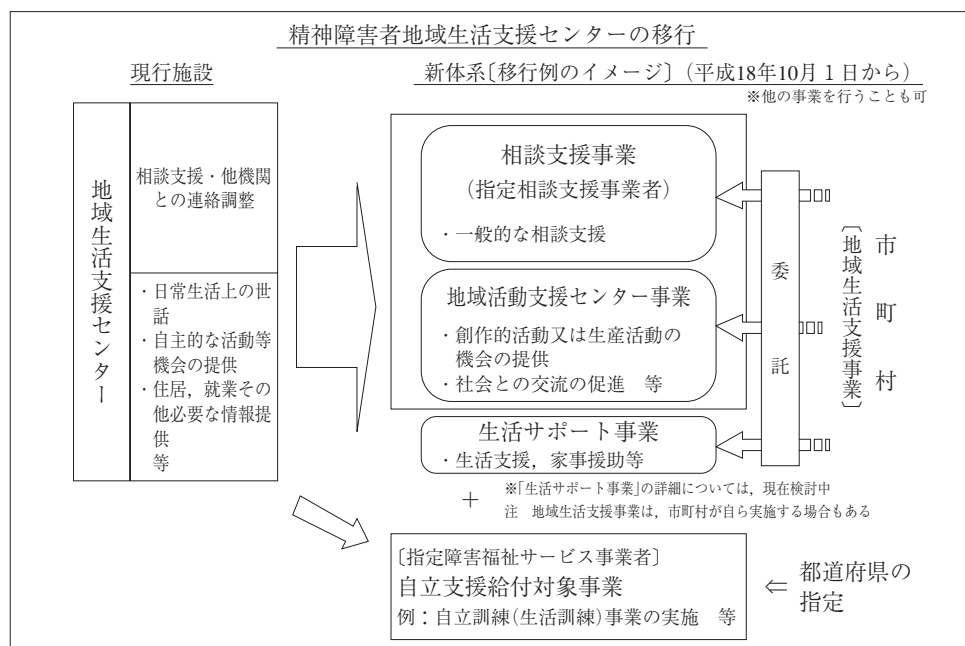 精神障害者地域生活支援センターの移行
現行施設
新体系〔移行例のイメージ〕（平成18年10月１日から）
※他の事業を行うことも可
地域生活支援センター
相談支援・他機関
との連絡調整
・日常生活上の世
話
・自主的な活動等
機会の提供
・住居，就業その
他必要な情報提
供
等
相談支援事業
（指定相談支援事業者）
・一般的な相談支援
地域活動支援センター事業
・創作的活動又は生産活動の
機会の提供
・社会との交流の促進　等
生活サポート事業
・生活支援，家事援助等
委託
〔地域生活支援事業〕
市町村
＋
※「生活サポート事業」の詳細については，現在検討中
注　地域生活支援事業は，市町村が自ら実施する場合もある
〔指定障害福祉サービス事業者〕
自立支援給付対象事業
例：自立訓練(生活訓練)事業の実施　等
⇐ 都道府県の
指定